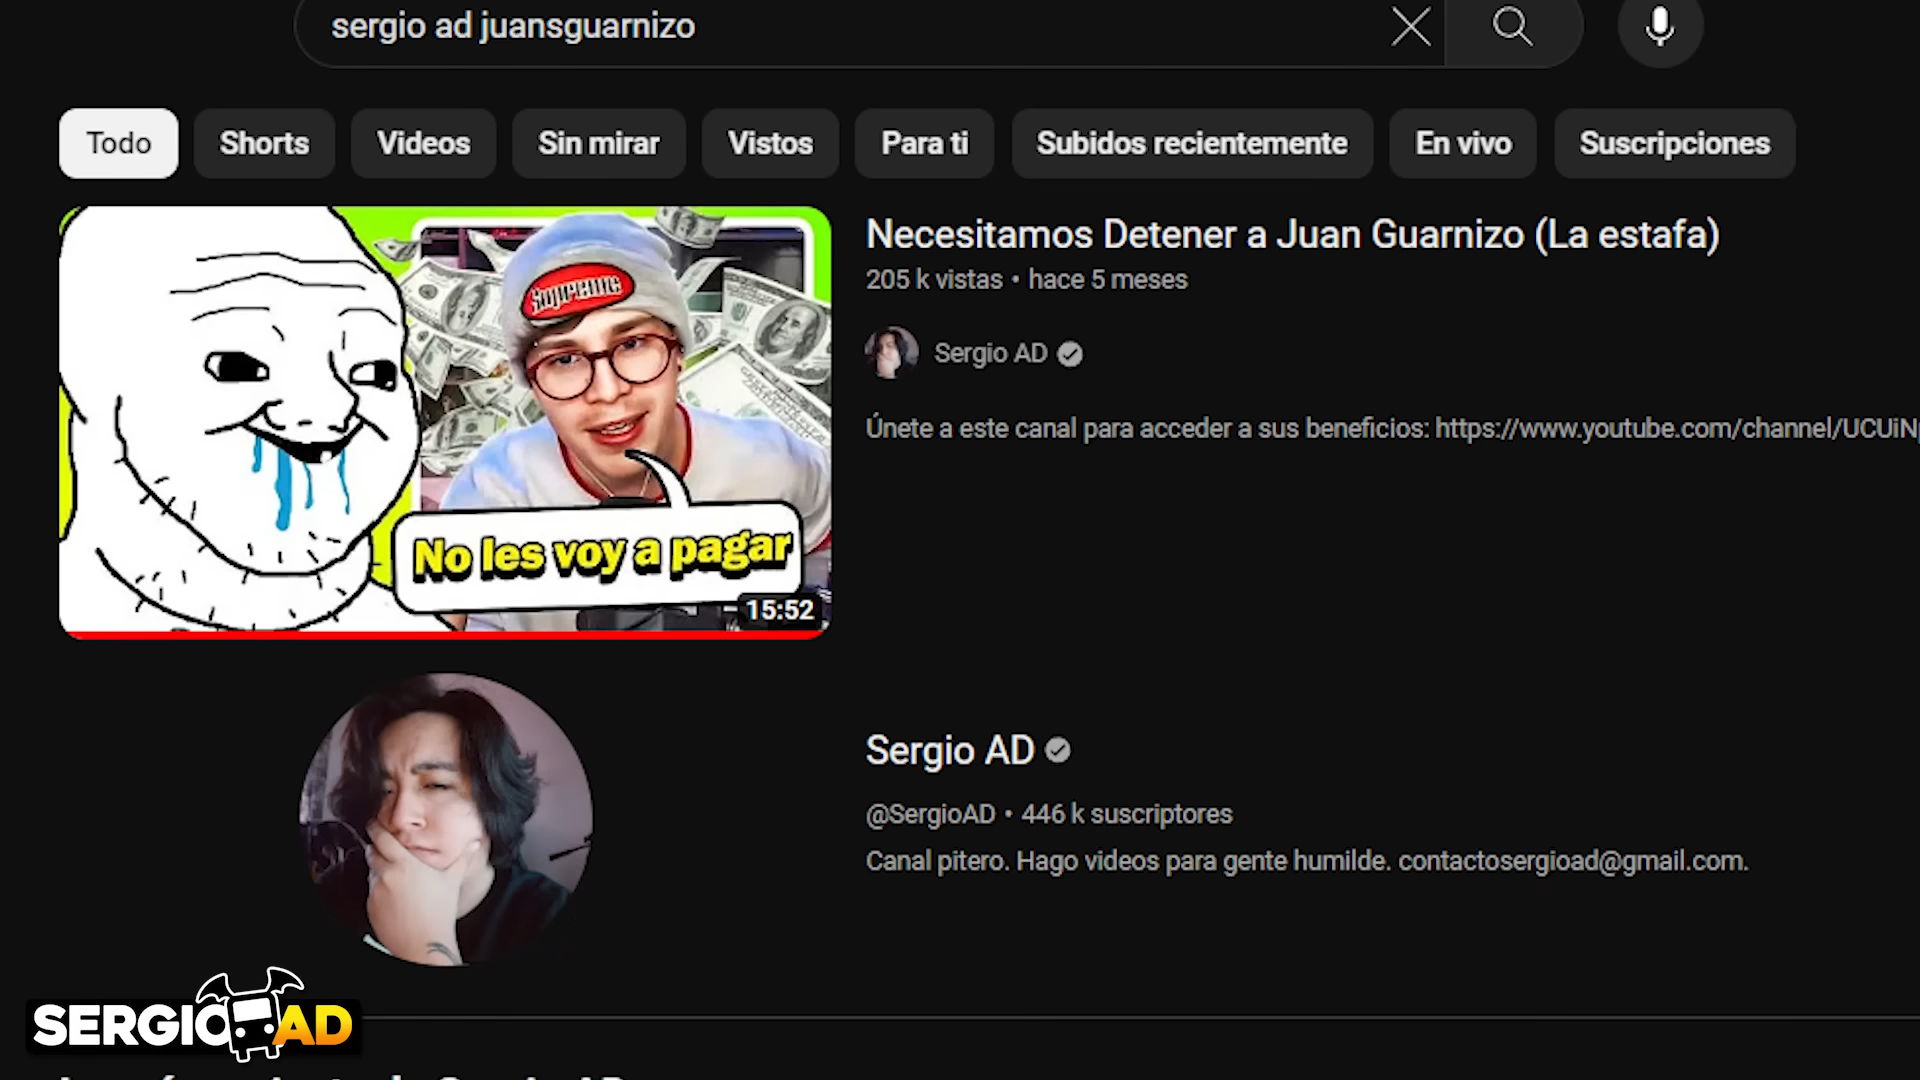 sergio ad juansguarnizo
Todo
Shorts
Videos
Sin mirar
Vistos
Para ti
Subidos recientemente
En vivo
Suscripciones
SUPREME
No les voy a pagar
15:52
Necesitamos Detener a Juan Guarnizo (La estafa)
205 k vistas • hace 5 meses
Sergio AD
Únete a este canal para acceder a sus beneficios: https://www.youtube.com/channel/UCUiN
Sergio AD
@SergioAD • 446 k suscriptores
Canal pitero. Hago videos para gente humilde. contactosergioad@gmail.com.
SERGIO AD